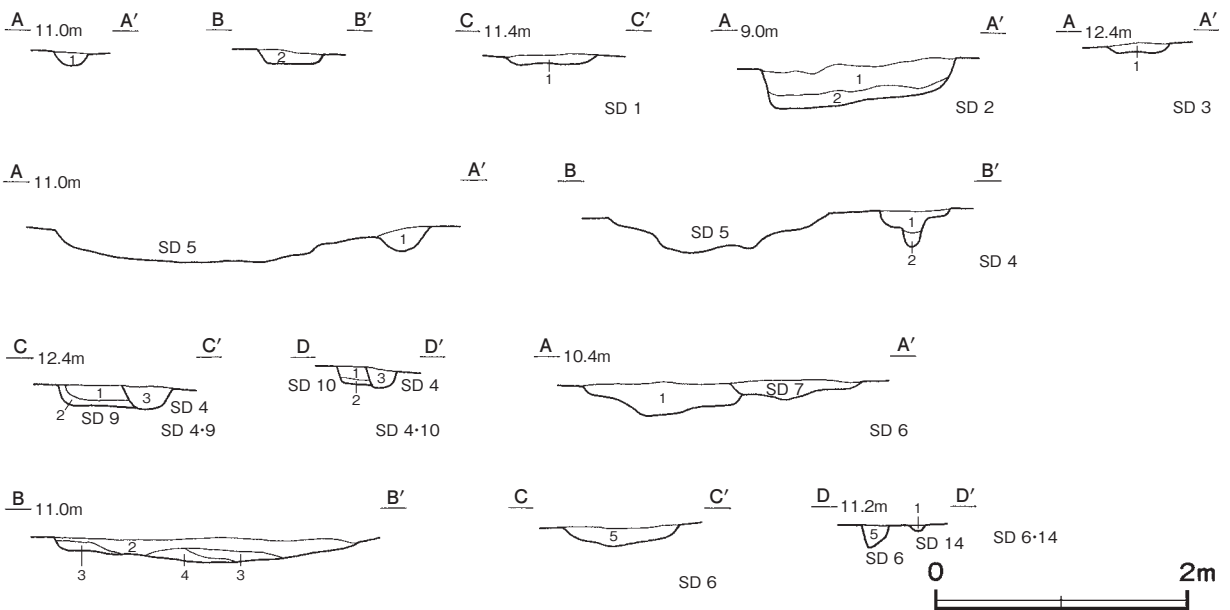 A 11.0m A′ B B′ C 11.4m C′ A 9.0m A′ A 12.4m A′
1 2 1 1 2 1
SD 1 SD 2 SD 3
A 11.0m A′ B B′
SD 5 1 SD 5 1 2
SD 4
C 12.4m C′ D D′ A 10.4m A′
1 3 2 SD 9 SD 4 SD 10 1 3 2 SD 4 1 SD 7
SD 4・9 SD 4・10 SD 6
B 11.0m B′ C C′ D 11.2m D′
2 3 4 3 5 5 SD 6 1 SD 14 SD 6・14
SD 6
0 2m